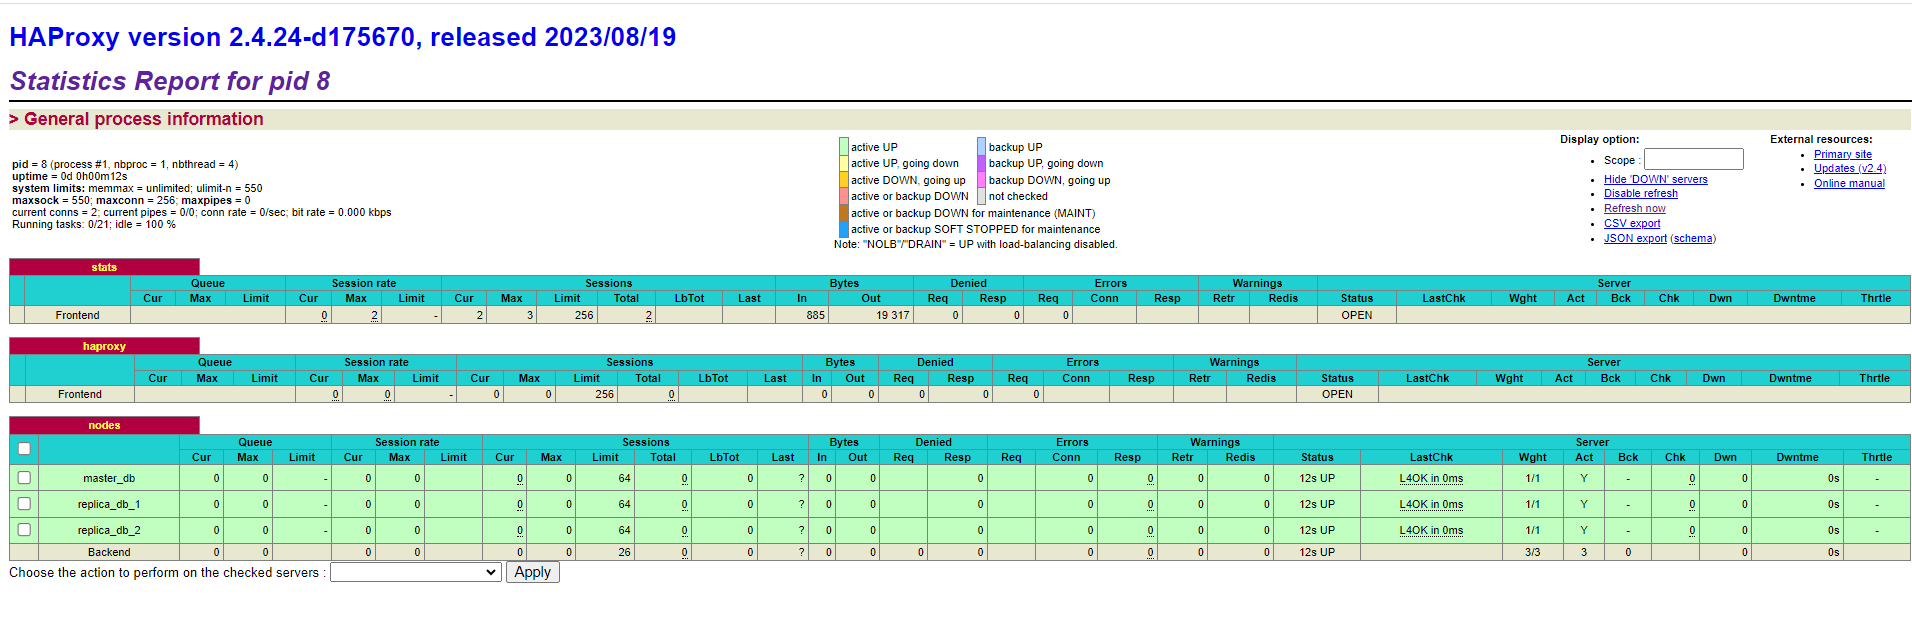 HAProxy version 2.4.24-d175670, released 2023/08/19
Statistics Report for pid 8
> General process information
pid = 8 (process #1, nbproc = 1, nbthread = 4)
uptime = 0d 0h00m12s
system limits: memmax = unlimited; ulimit-n = 550
maxsock = 550; maxconn = 256; maxpipes = 0
current conns = 2; current pipes = 0/0; conn rate = 0/sec; bit rate = 0.000 kbps
Running tasks: 0/21; idle = 100 %
active UP backup UP
active UP, going down backup UP, going down
active DOWN, going up backup DOWN, going up
active or backup DOWN not checked
active or backup DOWN for maintenance (MAINT)
active or backup SOFT STOPPED for maintenance
Note: "NOLB"/"DRAIN" = UP with load-balancing disabled.
Display option:
• Scope :
• Hide 'DOWN' servers
• Disable refresh
• Refresh now
• CSV export
• JSON export (schema)
External resources:
• Primary site
• Updates (v2.4)
• Online manual
stats
Queue Session rate Sessions Bytes Denied Errors Warnings Server
Cur Max Limit Cur Max Limit Cur Max Limit Total LbTot Last In Out Req Resp Req Conn Resp Retr Redis Status LastChk Wght Act Bck Chk Dwn Dwntme Thrtle
Frontend 0 2 - 2 3 256 2 885 19 317 0 0 0 OPEN
haproxy
Queue Session rate Sessions Bytes Denied Errors Warnings Server
Cur Max Limit Cur Max Limit Cur Max Limit Total LbTot Last In Out Req Resp Req Conn Resp Retr Redis Status LastChk Wght Act Bck Chk Dwn Dwntme Thrtle
Frontend 0 0 - 0 0 256 0 0 0 0 0 0 OPEN
nodes
Queue Session rate Sessions Bytes Denied Errors Warnings Server
Cur Max Limit Cur Max Limit Cur Max Limit Total LbTot Last In Out Req Resp Req Conn Resp Retr Redis Status LastChk Wght Act Bck Chk Dwn Dwntme Thrtle
master_db 0 0 - 0 0 0 0 64 0 0 ? 0 0 0 0 0 0 0 12s UP L4OK in 0ms 1/1 Y - 0 0 0s -
replica_db_1 0 0 - 0 0 0 0 64 0 0 ? 0 0 0 0 0 0 0 12s UP L4OK in 0ms 1/1 Y - 0 0 0s -
replica_db_2 0 0 - 0 0 0 0 64 0 0 ? 0 0 0 0 0 0 0 12s UP L4OK in 0ms 1/1 Y - 0 0 0s -
Backend 0 0 0 0 0 0 26 0 0 ? 0 0 0 0 0 0 0 0 12s UP 3/3 3 0 0 0s
Choose the action to perform on the checked servers : Apply